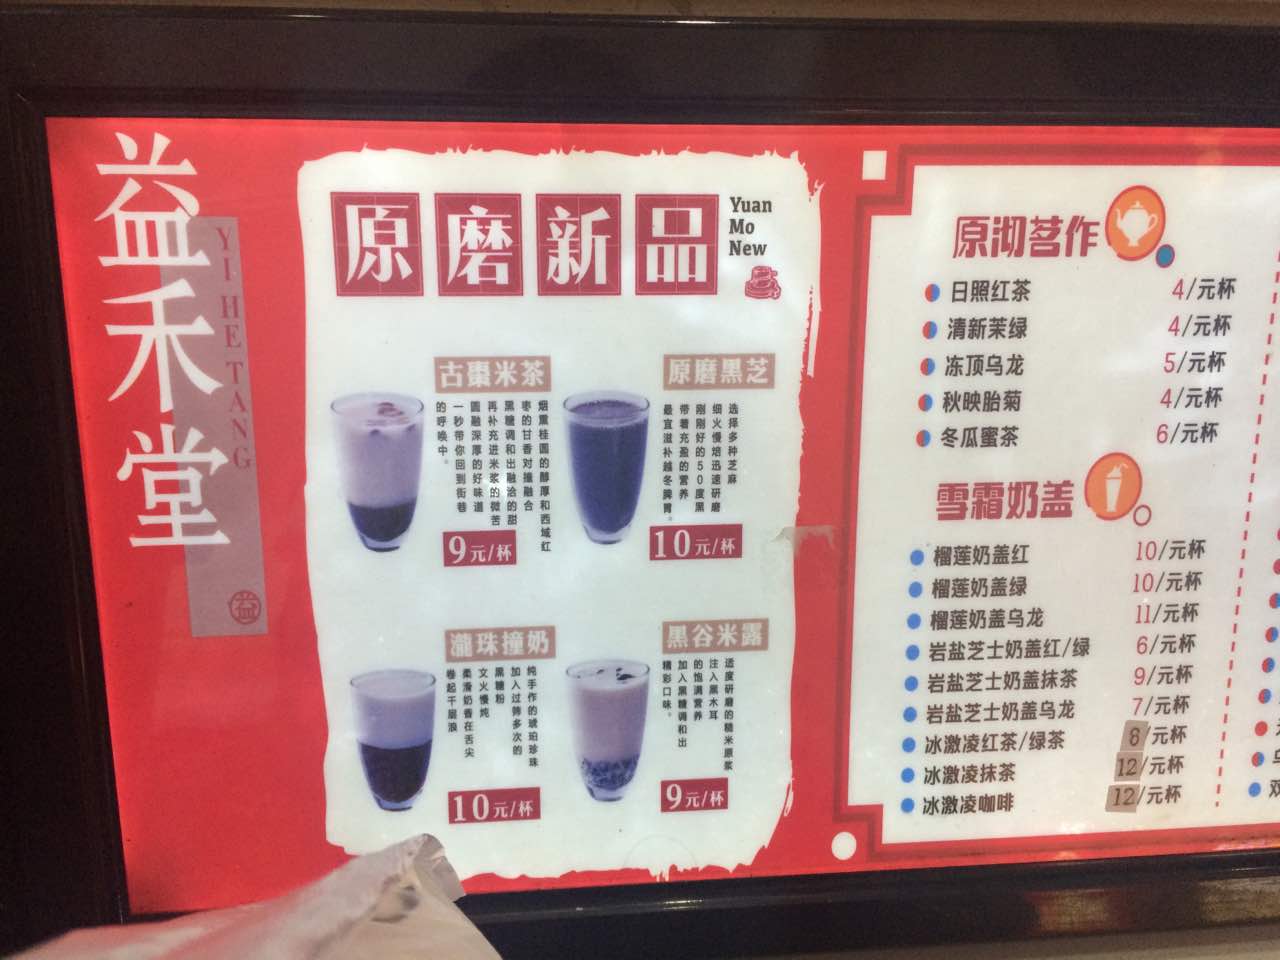 益禾堂
YI HE TANG
益
原磨新品
Yuan
Mo
New
古棗米茶
烟熏桂圆的醇厚和西域红
枣的甘香对撞融合
黑糖调和出融洽的甜
再补充进米浆的微苦
圆融深厚的好味道
一秒带你回到街巷
的呼唤中。
9元/杯
原磨黑芝
选择多种芝麻
细火慢焙迅速研磨
刚刚好的50度黑
带着充盈的营养
最宜滋补越冬脾胃。
10元/杯
瀧珠撞奶
纯手作的琥珀珍珠
加入过筛多次的
黑糖粉
文火慢炖
柔滑奶香在舌尖
卷起千层浪
10元/杯
黑谷米露
适度研磨的糙米原浆
注入黑木耳
的饱满营养
加入黑糖调和出
精彩口味。
9元/杯
原沏茗作
日照红茶 4/元杯
清新茉绿 4/元杯
冻顶乌龙 5/元杯
秋映胎菊 4/元杯
冬瓜蜜茶 6/元杯
雪霜奶盖
榴莲奶盖红 10/元杯
榴莲奶盖绿 10/元杯
榴莲奶盖乌龙 11/元杯
岩盐芝士奶盖红/绿 6/元杯
岩盐芝士奶盖抹茶 9/元杯
岩盐芝士奶盖乌龙 7/元杯
冰激凌红茶/绿茶 8/元杯
冰激凌抹茶 12/元杯
冰激凌咖啡 12/元杯